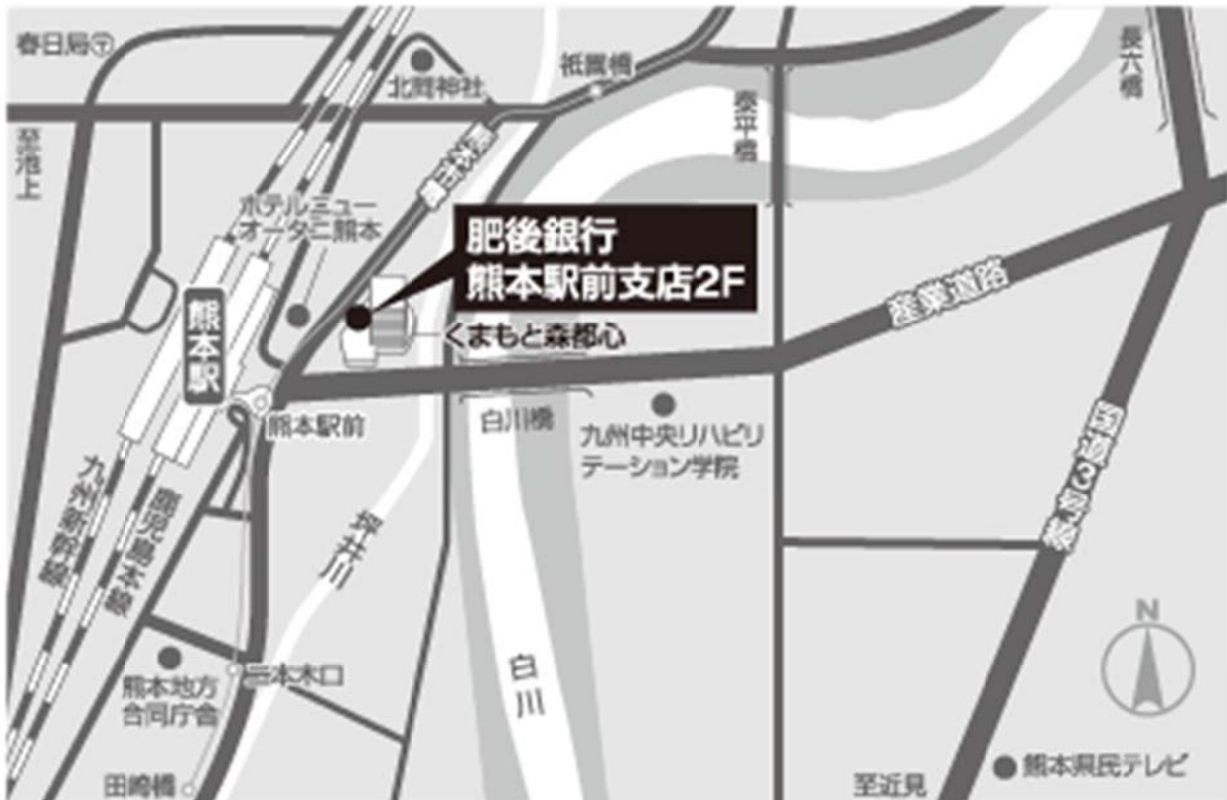 春日局〒
北岡神社
祇園橋
長六橋
泰平橋
至池上
ホテルニュー
オータニ熊本
肥後銀行
熊本駅前支店2F
くまもと森都心
産業道路
熊本駅
熊本駅前
白川橋
九州中央リハビリ
テーション学院
国道3号線
九州新幹線
鹿児島本線
坪井川
白川
N
二本木口
熊本地方
合同庁舎
田崎橋
至近見
熊本県民テレビ